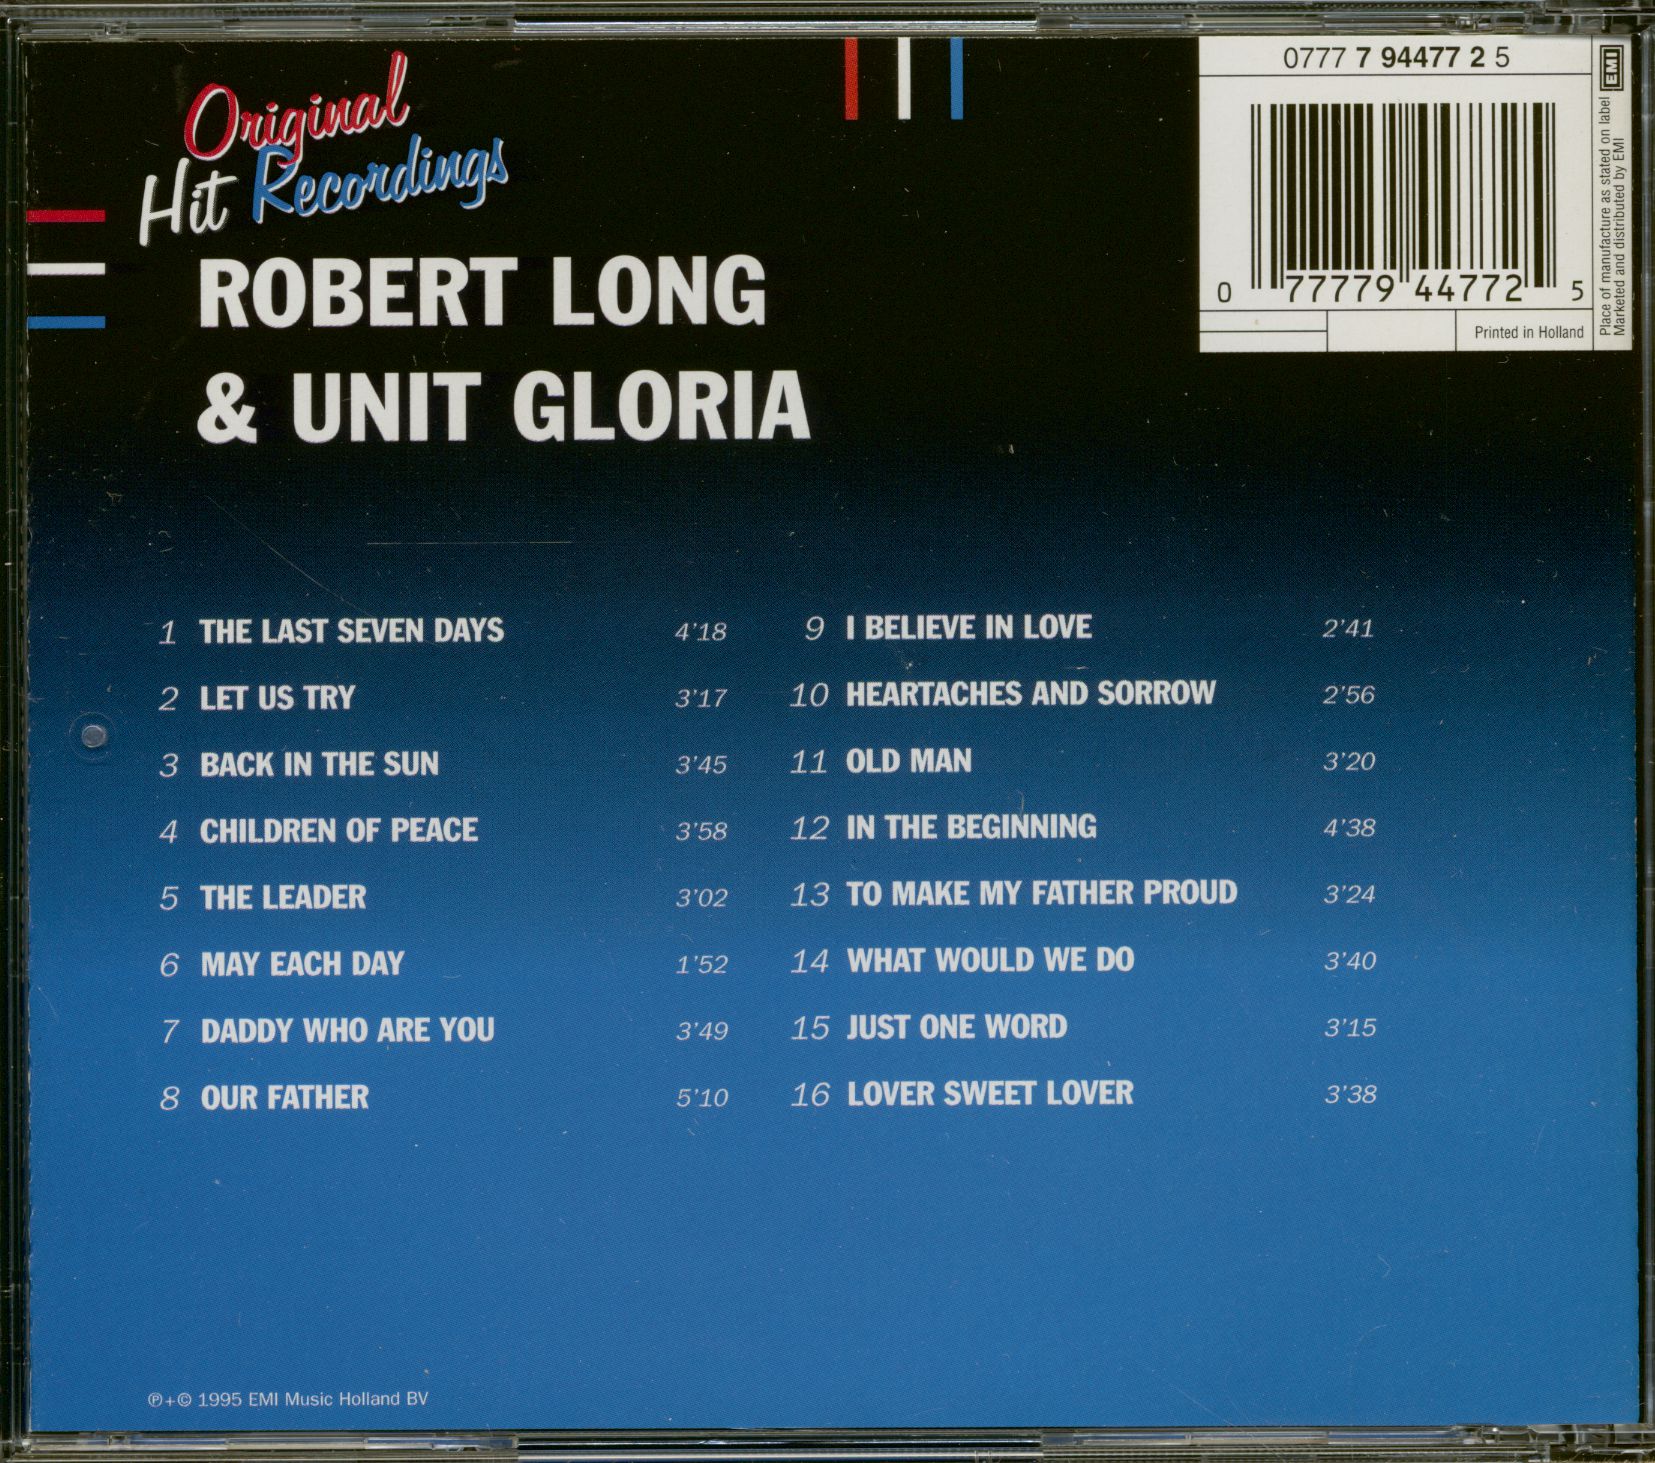 Original
Hit Recordings
ROBERT LONG
& UNIT GLORIA
0777 7 94477 2 5
0 77779 44772 5
Printed in Holland
EMI
Place of manufacture as stated on label
Marketed and distributed by EMI
1 THE LAST SEVEN DAYS 4'18
2 LET US TRY 3'17
3 BACK IN THE SUN 3'45
4 CHILDREN OF PEACE 3'58
5 THE LEADER 3'02
6 MAY EACH DAY 1'52
7 DADDY WHO ARE YOU 3'49
8 OUR FATHER 5'10
9 I BELIEVE IN LOVE 2'41
10 HEARTACHES AND SORROW 2'56
11 OLD MAN 3'20
12 IN THE BEGINNING 4'38
13 TO MAKE MY FATHER PROUD 3'24
14 WHAT WOULD WE DO 3'40
15 JUST ONE WORD 3'15
16 LOVER SWEET LOVER 3'38
℗+© 1995 EMI Music Holland BV